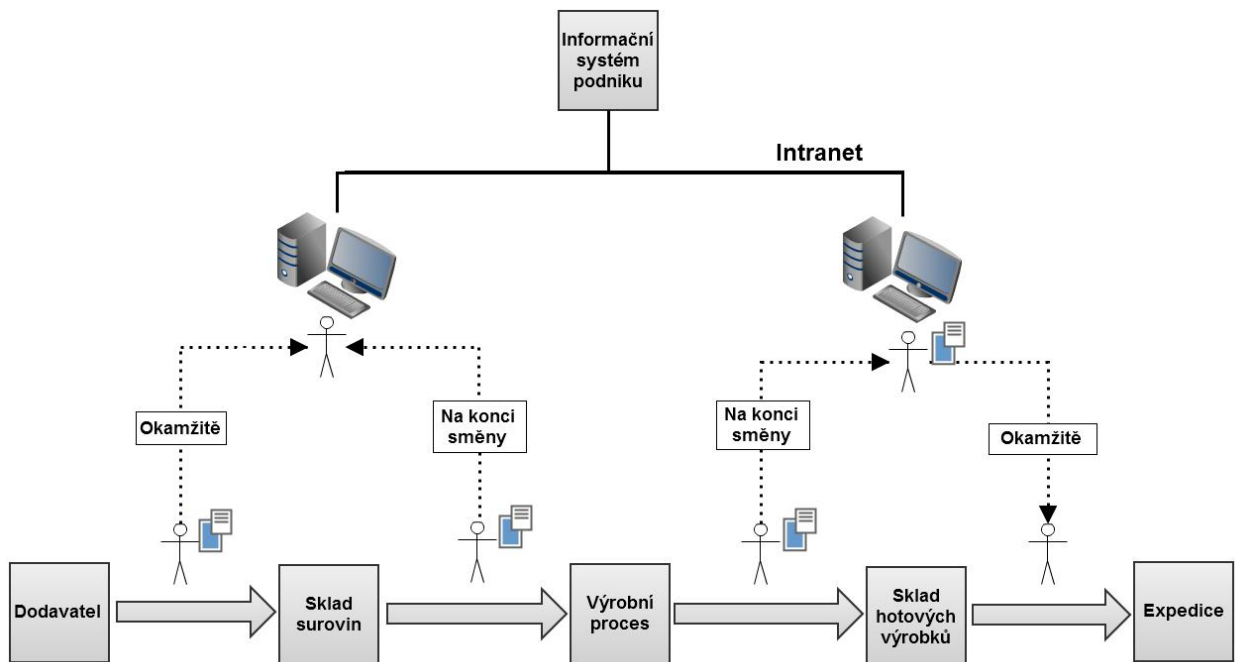 Informační
systém
podniku
Intranet
Okamžitě
Na konci
směny
Na konci
směny
Okamžitě
Dodavatel
Sklad
surovin
Výrobní
proces
Sklad
hotových
výrobků
Expedice